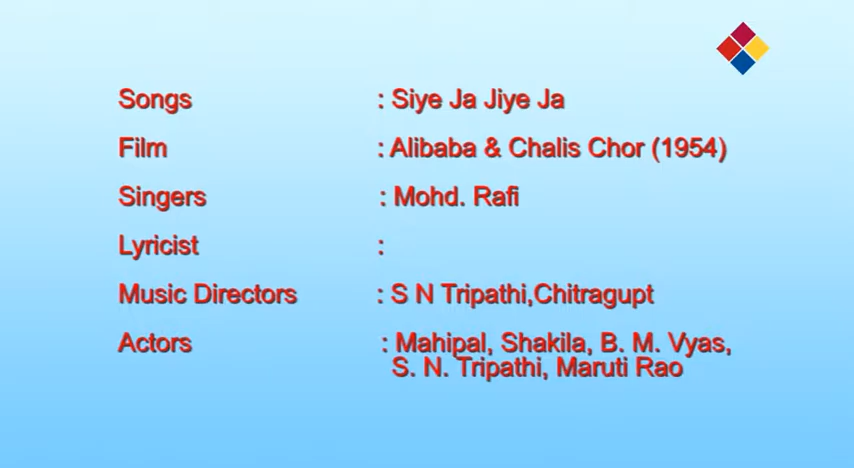 Songs : Siye Ja Jiye Ja
Film : Alibaba & Chalis Chor (1954)
Singers : Mohd. Rafi
Lyricist :
Music Directors : S N Tripathi,Chitragupt
Actors : Mahipal, Shakila, B. M. Vyas,
S. N. Tripathi, Maruti Rao